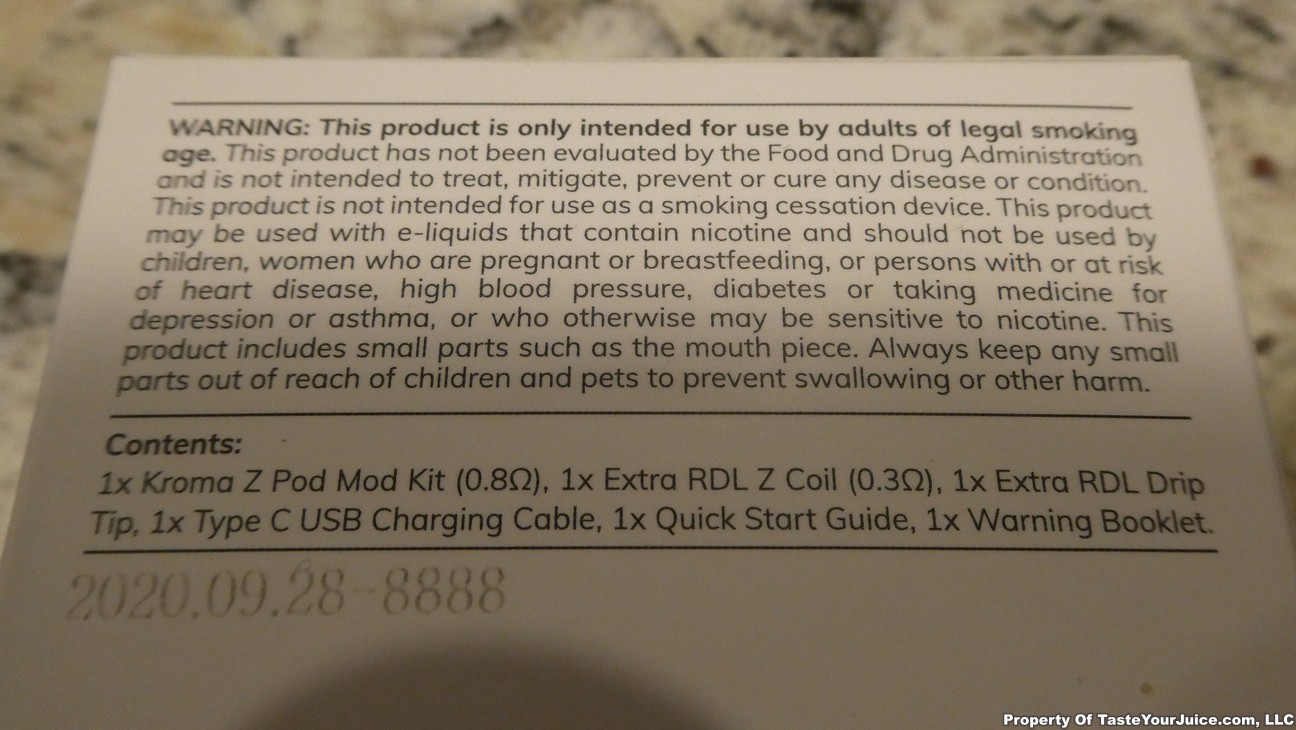 WARNING: This product is only intended for use by adults of legal smoking
age. This product has not been evaluated by the Food and Drug Administration
and is not intended to treat, mitigate, prevent or cure any disease or condition.
This product is not intended for use as a smoking cessation device. This product
may be used with e-liquids that contain nicotine and should not be used by
children, women who are pregnant or breastfeeding, or persons with or at risk
of heart disease, high blood pressure, diabetes or taking medicine for
depression or asthma, or who otherwise may be sensitive to nicotine. This
product includes small parts such as the mouth piece. Always keep any small
parts out of reach of children and pets to prevent swallowing or other harm.
Contents:
1x Kroma Z Pod Mod Kit (0.8Ω), 1x Extra RDL Z Coil (0.3Ω), 1x Extra RDL Drip
Tip, 1x Type C USB Charging Cable, 1x Quick Start Guide, 1x Warning Booklet.
2020.09.28-8888
Property Of TasteYourJuice.com, LLC